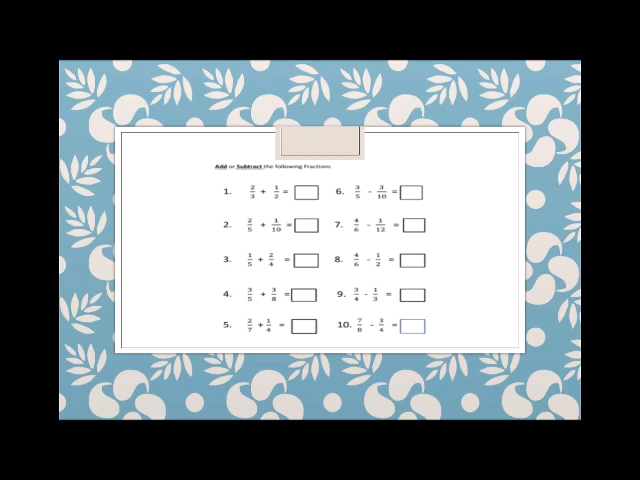 Add or Subtract the following Fractions
1. 2/3 + 1/2 =
2. 2/5 + 1/10 =
3. 1/5 + 2/4 =
4. 3/5 + 3/8 =
5. 2/7 + 1/4 =
6. 3/5 - 3/10 =
7. 4/6 - 1/12 =
8. 4/6 - 1/2 =
9. 3/4 - 1/3 =
10. 7/8 - 3/4 =